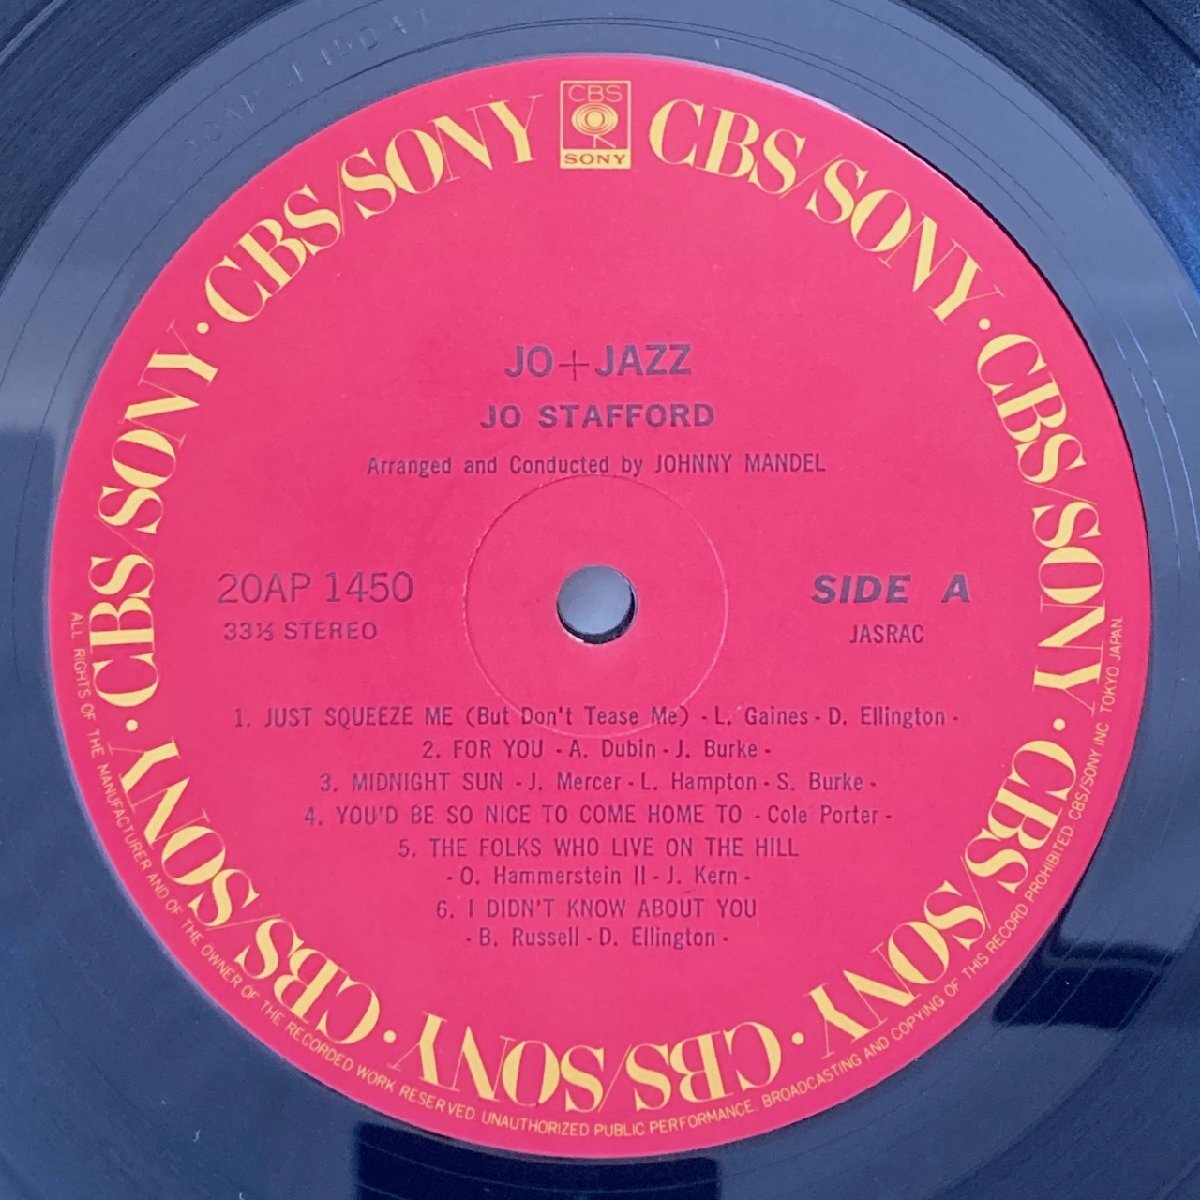 CBS
SONY
CBS/SONY · CBS/SONY · CBS/SONY · CBS/SONY · CBS/SONY · CBS/SONY · CBS/SONY · CBS/SONY
JO+JAZZ
JO STAFFORD
Arranged and Conducted by JOHNNY MANDEL
20AP 1450
33⅓ STEREO
SIDE A
JASRAC
1. JUST SQUEEZE ME (But Don't Tease Me) - L. Gaines - D. Ellington -
2. FOR YOU - A. Dubin - J. Burke -
3. MIDNIGHT SUN - J. Mercer - L. Hampton - S. Burke -
4. YOU'D BE SO NICE TO COME HOME TO - Cole Porter -
5. THE FOLKS WHO LIVE ON THE HILL
- O. Hammerstein II - J. Kern -
6. I DIDN'T KNOW ABOUT YOU
- B. Russell - D. Ellington -
ALL RIGHTS OF THE MANUFACTURER AND OF THE OWNER OF THE RECORDED WORK RESERVED UNAUTHORIZED PUBLIC PERFORMANCE, BROADCASTING AND COPYING OF THIS RECORD PROHIBITED CBS/SONY INC. TOKYO JAPAN